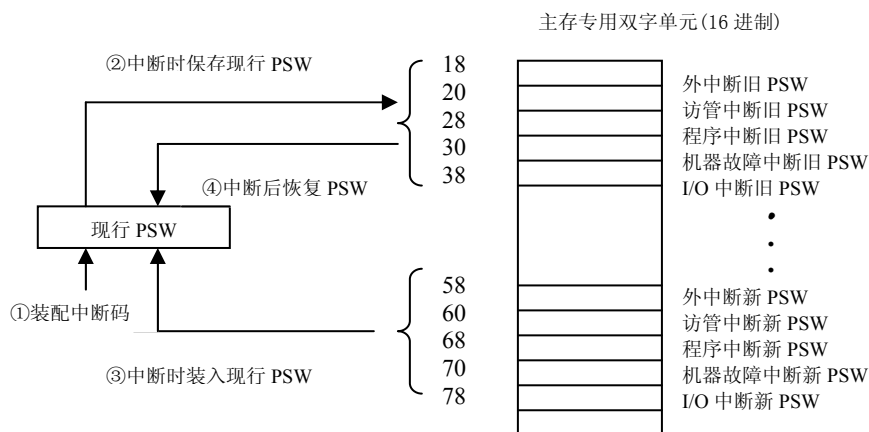 主存专用双字单元(16 进制)
②中断时保存现行 PSW
18
20
28
30
38
外中断旧 PSW
访管中断旧 PSW
程序中断旧 PSW
机器故障中断旧 PSW
I/O 中断旧 PSW
④中断后恢复 PSW
现行 PSW
①装配中断码
③中断时装入现行 PSW
58
60
68
70
78
外中断新 PSW
访管中断新 PSW
程序中断新 PSW
机器故障中断新 PSW
I/O 中断新 PSW